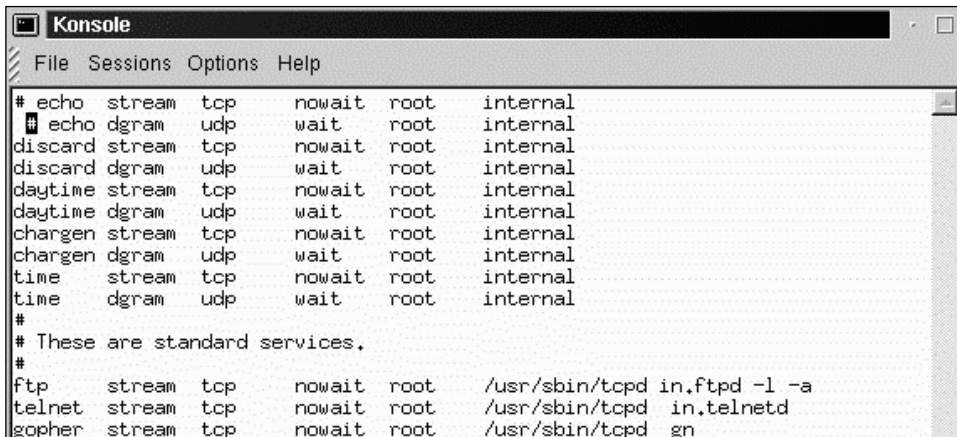 Konsole
File Sessions Options Help
# echo stream tcp nowait root internal
# echo dgram udp wait root internal
discard stream tcp nowait root internal
discard dgram udp wait root internal
daytime stream tcp nowait root internal
daytime dgram udp wait root internal
chargen stream tcp nowait root internal
chargen dgram udp wait root internal
time stream tcp nowait root internal
time dgram udp wait root internal
#
# These are standard services.
#
ftp stream tcp nowait root /usr/sbin/tcpd in.ftpd -l -a
telnet stream tcp nowait root /usr/sbin/tcpd in.telnetd
gopher stream tcp nowait root /usr/sbin/tcpd gn